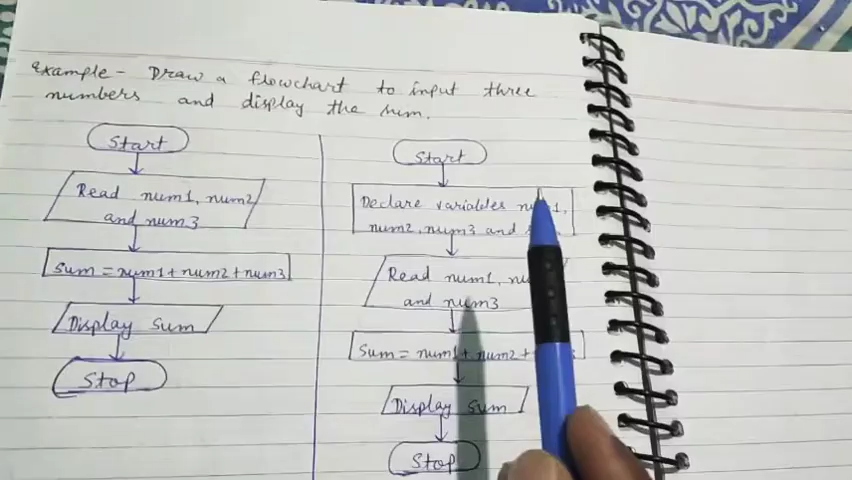 Example - Draw a flowchart to input three
numbers and display the sum.
Start
Read num1, num2
and num3
Sum = num1 + num2 + num3
Display sum
Stop
Start
Declare variables
num2, num3 and
Read num1,
and num3
Sum = num1 + num2 +
Display sum
Stop